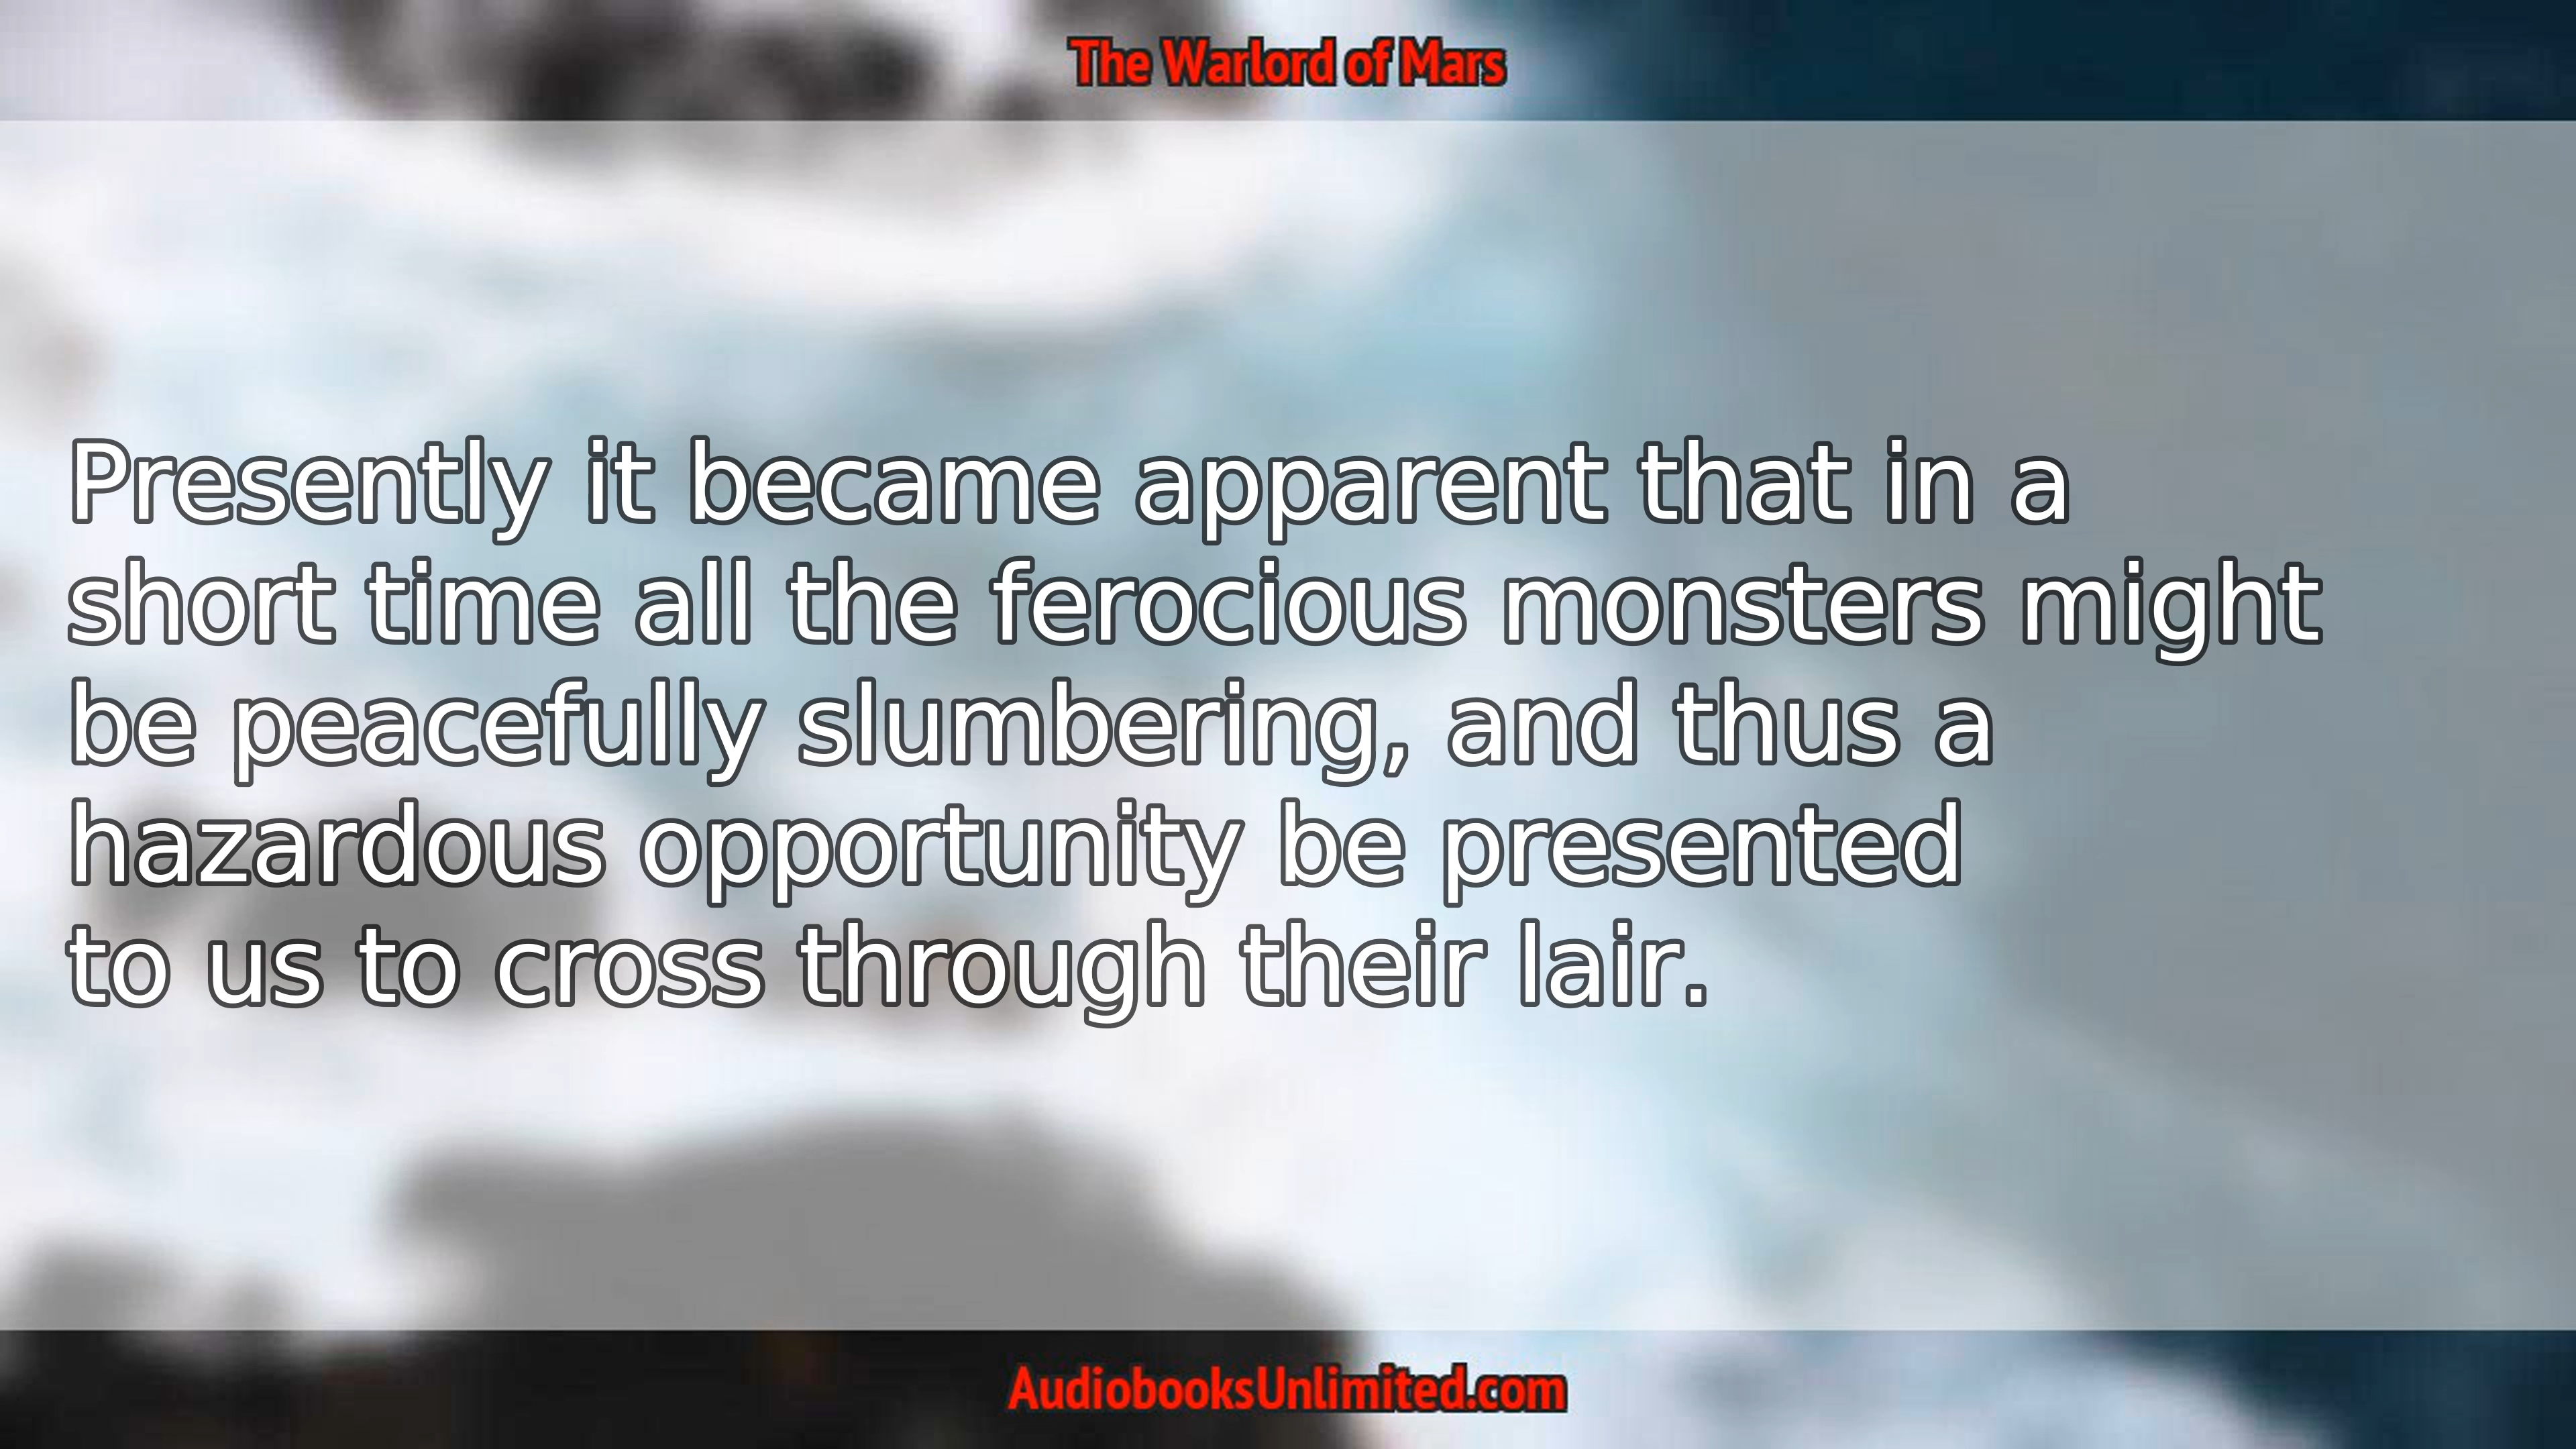 The Warlord of Mars
Presently it became apparent that in a
short time all the ferocious monsters might
be peacefully slumbering, and thus a
hazardous opportunity be presented
to us to cross through their lair.
AudiobooksUnlimited.com